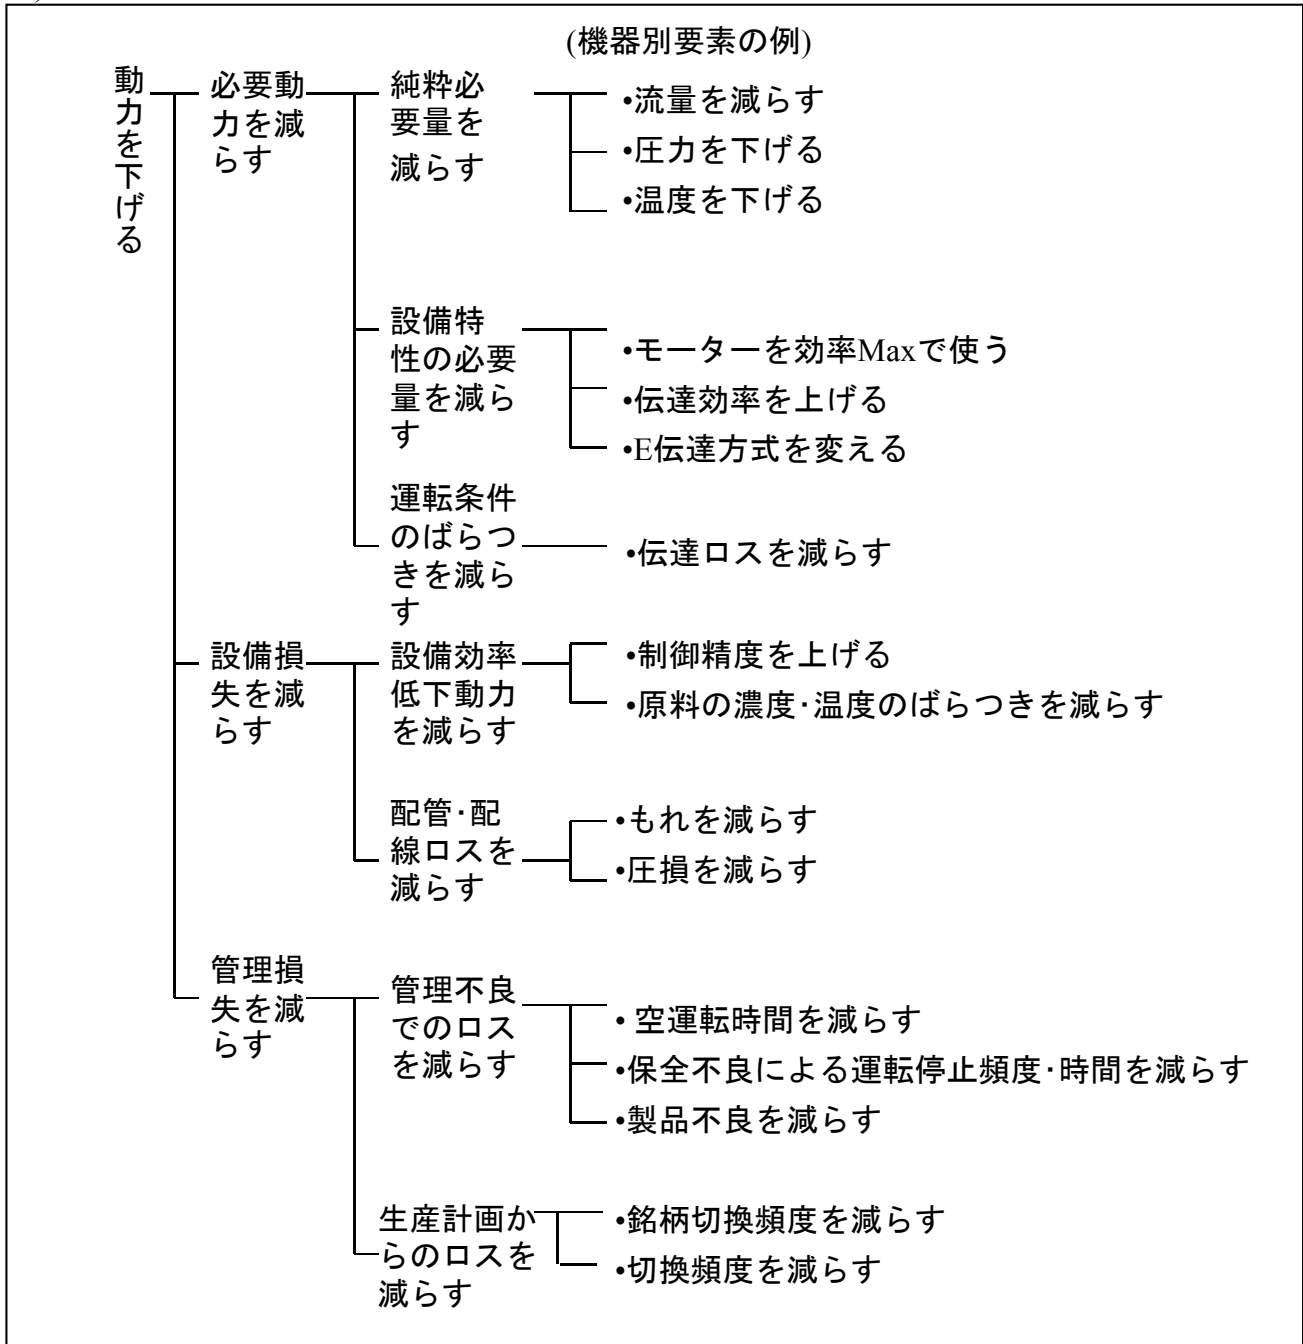 (機器別要素の例)
動力を下げる
必要動
力を減
らす
純粋必
要量を
減らす
•流量を減らす
•圧力を下げる
•温度を下げる
設備特
性の必要
量を減ら
す
•モーターを効率Maxで使う
•伝達効率を上げる
•E伝達方式を変える
運転条件
のばらつ
きを減ら
す
•伝達ロスを減らす
設備損
失を減
らす
設備効率
低下動力
を減らす
•制御精度を上げる
•原料の濃度･温度のばらつきを減らす
配管･配
線ロスを
減らす
•もれを減らす
•圧損を減らす
管理損
失を減
らす
管理不良
でのロス
を減らす
• 空運転時間を減らす
•保全不良による運転停止頻度･時間を減らす
•製品不良を減らす
生産計画か
らのロスを
減らす
•銘柄切換頻度を減らす
•切換頻度を減らす